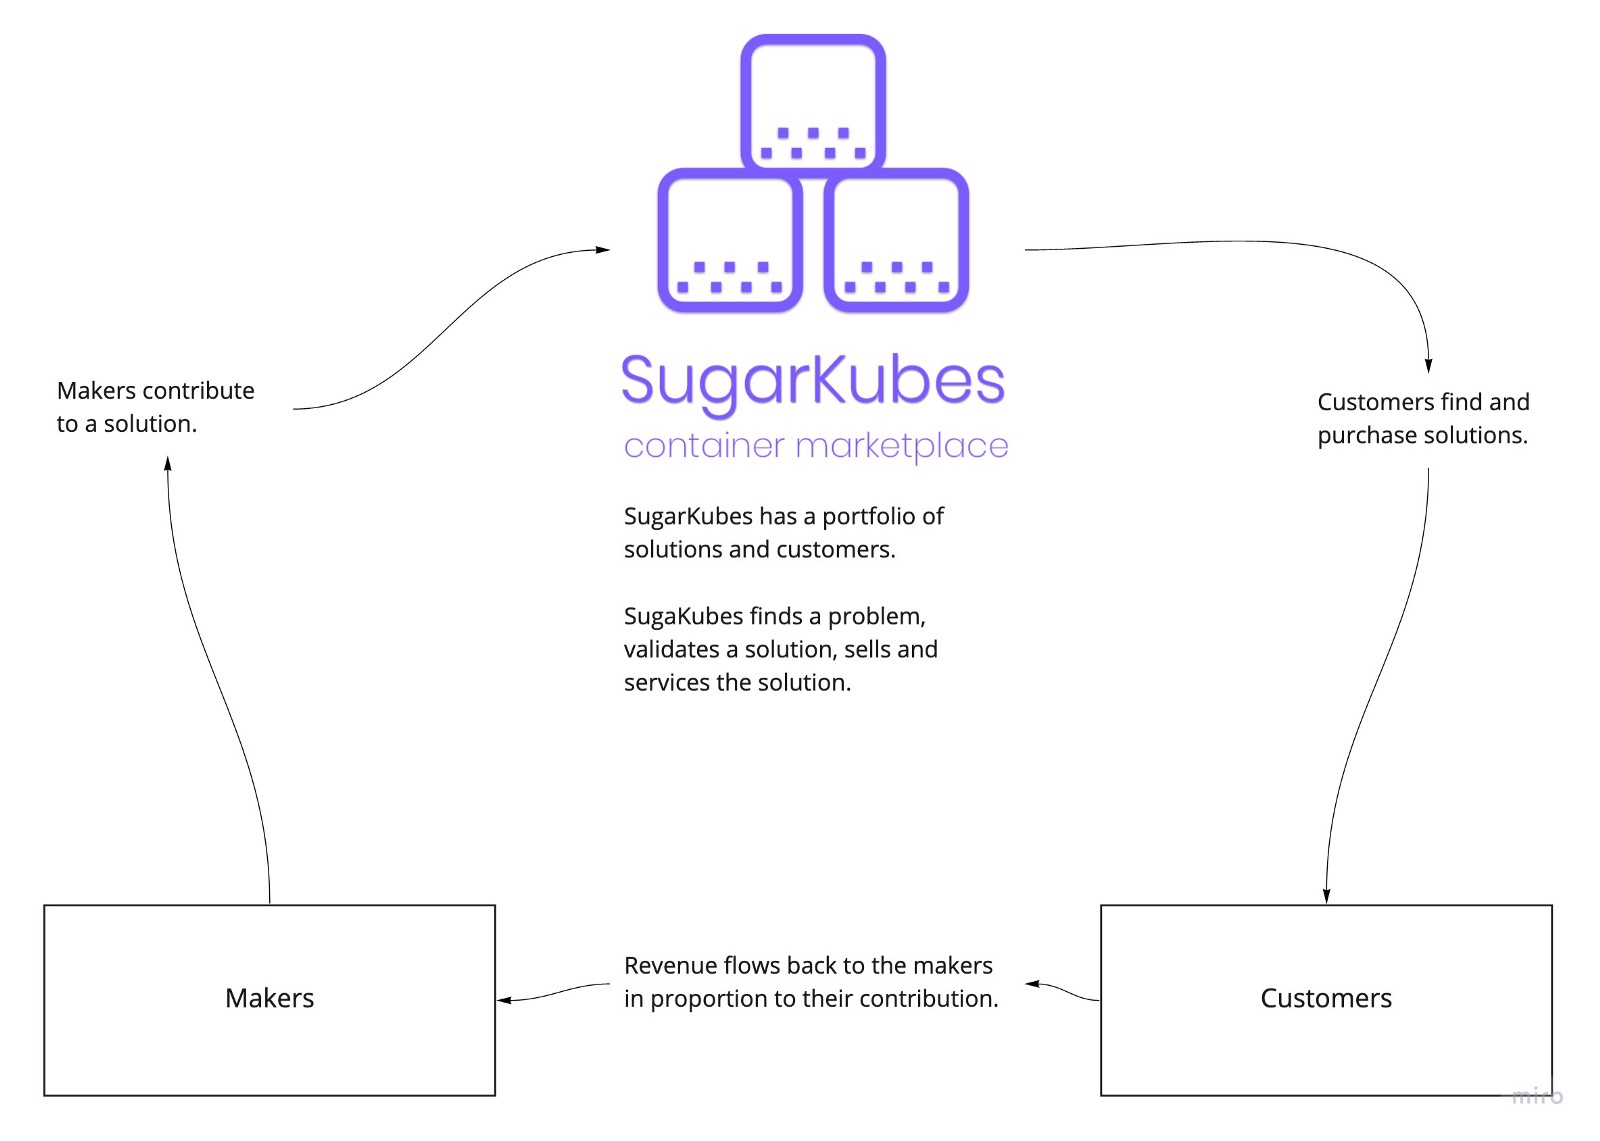 SugarKubes
container marketplace
Makers contribute
to a solution.
Customers find and
purchase solutions.
SugarKubes has a portfolio of
solutions and customers.
SugaKubes finds a problem,
validates a solution, sells and
services the solution.
Revenue flows back to the makers
in proportion to their contribution.
Makers
Customers
miro